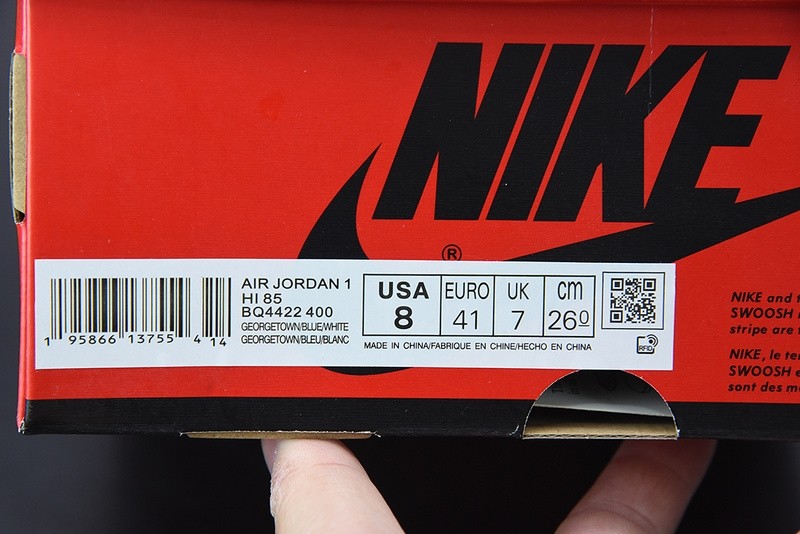 NIKE
®
AIR JORDAN 1
HI 85
BQ4422 400
GEORGETOWN/BLUE/WHITE
GEORGETOWN/BLEU/BLANC
1 95866 13755 4 14
USA EURO UK cm
8 41 7 26 0
MADE IN CHINA/FABRIQUE EN CHINE/HECHO EN CHINA
RFID
NIKE and
SWOOSH
stripe are
NIKE, le
SWOOSH
sont des